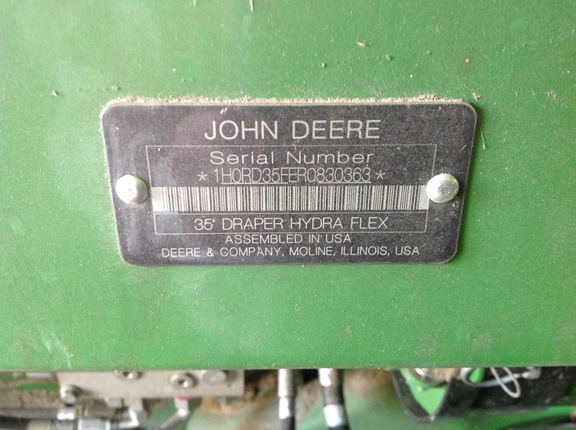 JOHN DEERE
Serial Number
*1H0RD35FER0830363*
35' DRAPER HYDRA FLEX
ASSEMBLED IN USA
DEERE & COMPANY, MOLINE, ILLINOIS, USA